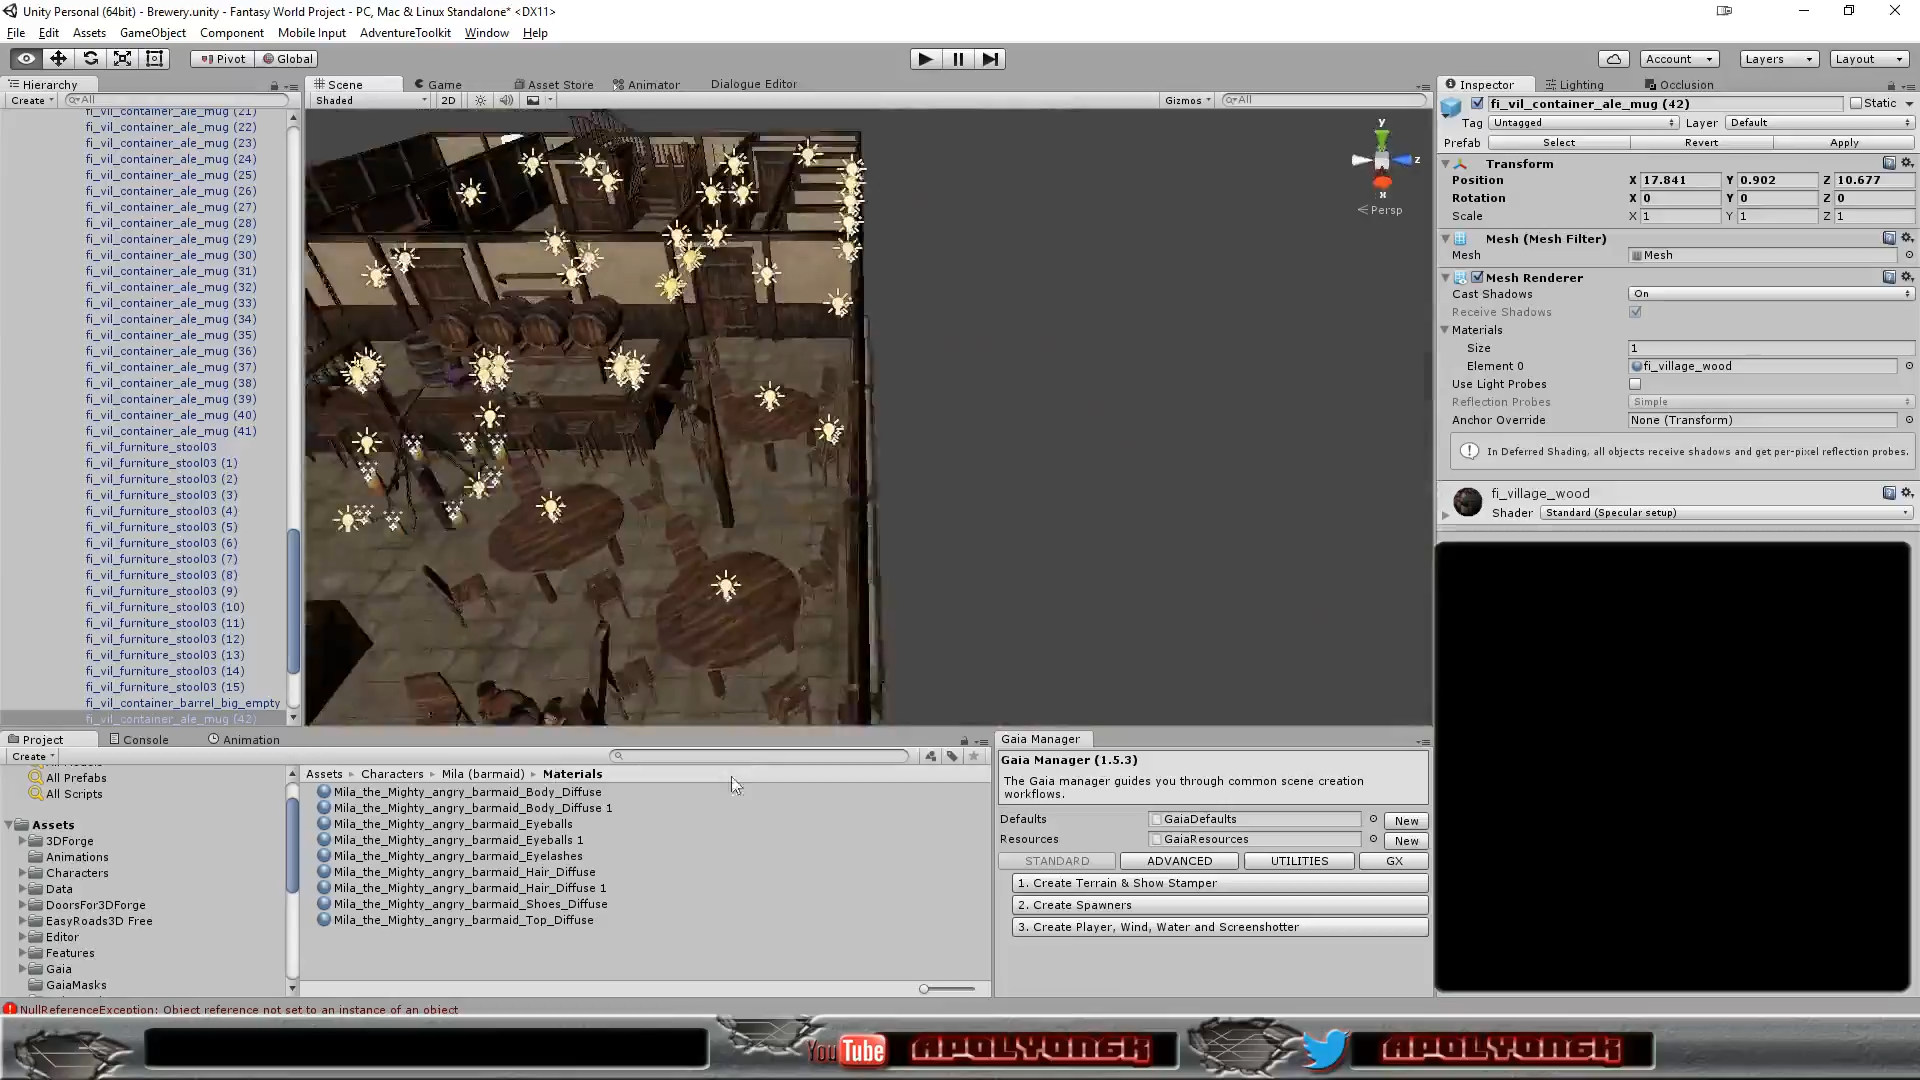 Unity Personal (64bit) - Brewery.unity - Fantasy World Project - PC, Mac & Linux Standalone* <DX11>
File Edit Assets GameObject Component Mobile Input AdventureToolkit Window Help
Pivot Global Account Layers Layout
Hierarchy
Create All
fi_vil_container_ale_mug (21)
fi_vil_container_ale_mug (22)
fi_vil_container_ale_mug (23)
fi_vil_container_ale_mug (24)
fi_vil_container_ale_mug (25)
fi_vil_container_ale_mug (26)
fi_vil_container_ale_mug (27)
fi_vil_container_ale_mug (28)
fi_vil_container_ale_mug (29)
fi_vil_container_ale_mug (30)
fi_vil_container_ale_mug (31)
fi_vil_container_ale_mug (32)
fi_vil_container_ale_mug (33)
fi_vil_container_ale_mug (34)
fi_vil_container_ale_mug (35)
fi_vil_container_ale_mug (36)
fi_vil_container_ale_mug (37)
fi_vil_container_ale_mug (38)
fi_vil_container_ale_mug (39)
fi_vil_container_ale_mug (40)
fi_vil_container_ale_mug (41)
fi_vil_furniture_stool03
fi_vil_furniture_stool03 (1)
fi_vil_furniture_stool03 (2)
fi_vil_furniture_stool03 (3)
fi_vil_furniture_stool03 (4)
fi_vil_furniture_stool03 (5)
fi_vil_furniture_stool03 (6)
fi_vil_furniture_stool03 (7)
fi_vil_furniture_stool03 (8)
fi_vil_furniture_stool03 (9)
fi_vil_furniture_stool03 (10)
fi_vil_furniture_stool03 (11)
fi_vil_furniture_stool03 (12)
fi_vil_furniture_stool03 (13)
fi_vil_furniture_stool03 (14)
fi_vil_furniture_stool03 (15)
fi_vil_container_barrel_big_empty
fi_vil_container_ale_mug (42)
Scene Game Asset Store Animator Dialogue Editor
Shaded 2D Gizmos All
y
z
x
Persp
Inspector Lighting Occlusion
fi_vil_container_ale_mug (42) Static
Tag Untagged Layer Default
Prefab Select Revert Apply
Transform
Position X 17.841 Y 0.902 Z 10.677
Rotation X 0 Y 0 Z 0
Scale X 1 Y 1 Z 1
Mesh (Mesh Filter)
Mesh Mesh
Mesh Renderer
Cast Shadows On
Receive Shadows
Materials
Size 1
Element 0 fi_village_wood
Use Light Probes
Reflection Probes Simple
Anchor Override None (Transform)
In Deferred Shading, all objects receive shadows and get per-pixel reflection probes.
fi_village_wood
Shader Standard (Specular setup)
Project Console Animation
Create
All Prefabs
All Scripts
Assets
3DForge
Animations
Characters
Data
DoorsFor3DForge
EasyRoads3D Free
Editor
Features
Gaia
GaiaMasks
Assets Characters Mila (barmaid) Materials
Mila_the_Mighty_angry_barmaid_Body_Diffuse
Mila_the_Mighty_angry_barmaid_Body_Diffuse 1
Mila_the_Mighty_angry_barmaid_Eyeballs
Mila_the_Mighty_angry_barmaid_Eyeballs 1
Mila_the_Mighty_angry_barmaid_Eyelashes
Mila_the_Mighty_angry_barmaid_Hair_Diffuse
Mila_the_Mighty_angry_barmaid_Hair_Diffuse 1
Mila_the_Mighty_angry_barmaid_Shoes_Diffuse
Mila_the_Mighty_angry_barmaid_Top_Diffuse
Gaia Manager
Gaia Manager (1.5.3)
The Gaia manager guides you through common scene creation
workflows.
Defaults GaiaDefaults New
Resources GaiaResources New
STANDARD ADVANCED UTILITIES GX
1. Create Terrain & Show Stamper
2. Create Spawners
3. Create Player, Wind, Water and Screenshotter
NullReferenceException: Object reference not set to an instance of an object
YouTube APOLYONGK APOLYONGK